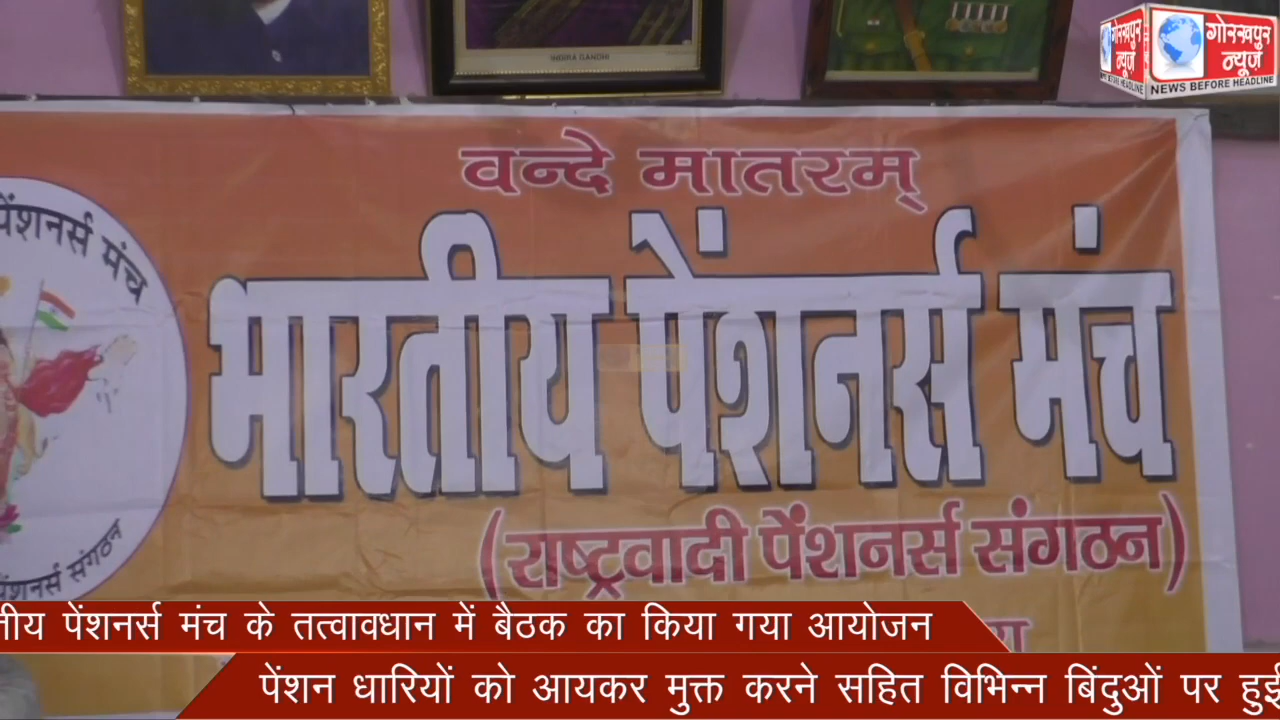 INDIRA GANDHI
गोरखपुर न्यूज़
गोरखपुर न्यूज़
NEWS BEFORE HEADLINE
वन्दे मातरम्
भारतीय पेंशनर्स मंच
पेंशनर्स मंच
(राष्ट्रवादी पेंशनर्स संगठन)
पेंशनर्स संगठन
तीय पेंशनर्स मंच के तत्वावधान में बैठक का किया गया आयोजन
पेंशन धारियों को आयकर मुक्त करने सहित विभिन्न बिंदुओं पर हुई